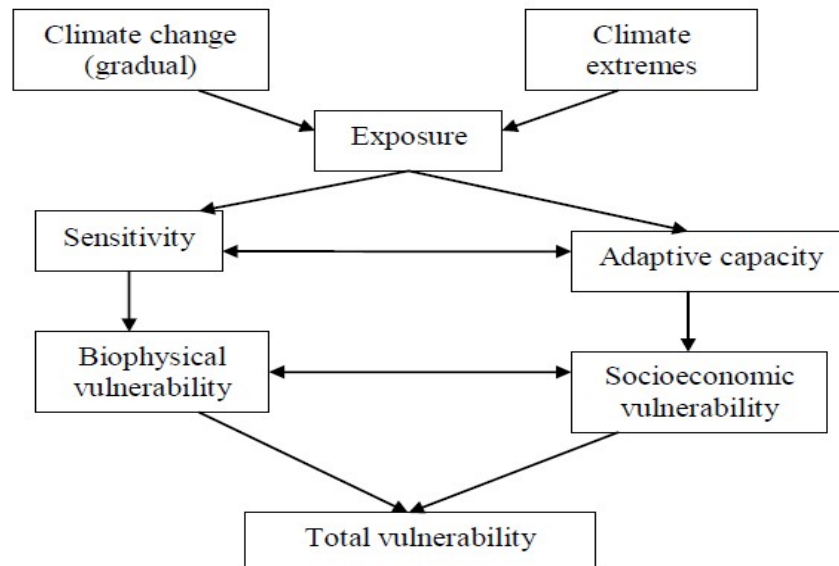 Climate change
(gradual)
Climate
extremes
Exposure
Sensitivity
Adaptive capacity
Biophysical
vulnerability
Socioeconomic
vulnerability
Total vulnerability